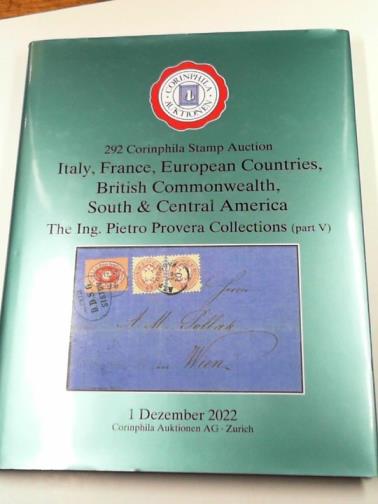 CORINPHILA
AUKTIONEN
292 Corinphila Stamp Auction
Italy, France, European Countries,
British Commonwealth,
South & Central America
The Ing. Pietro Provera Collections (part V)
A. M. Pollak
Wien
1 Dezember 2022
Corinphila Auktionen AG - Zurich